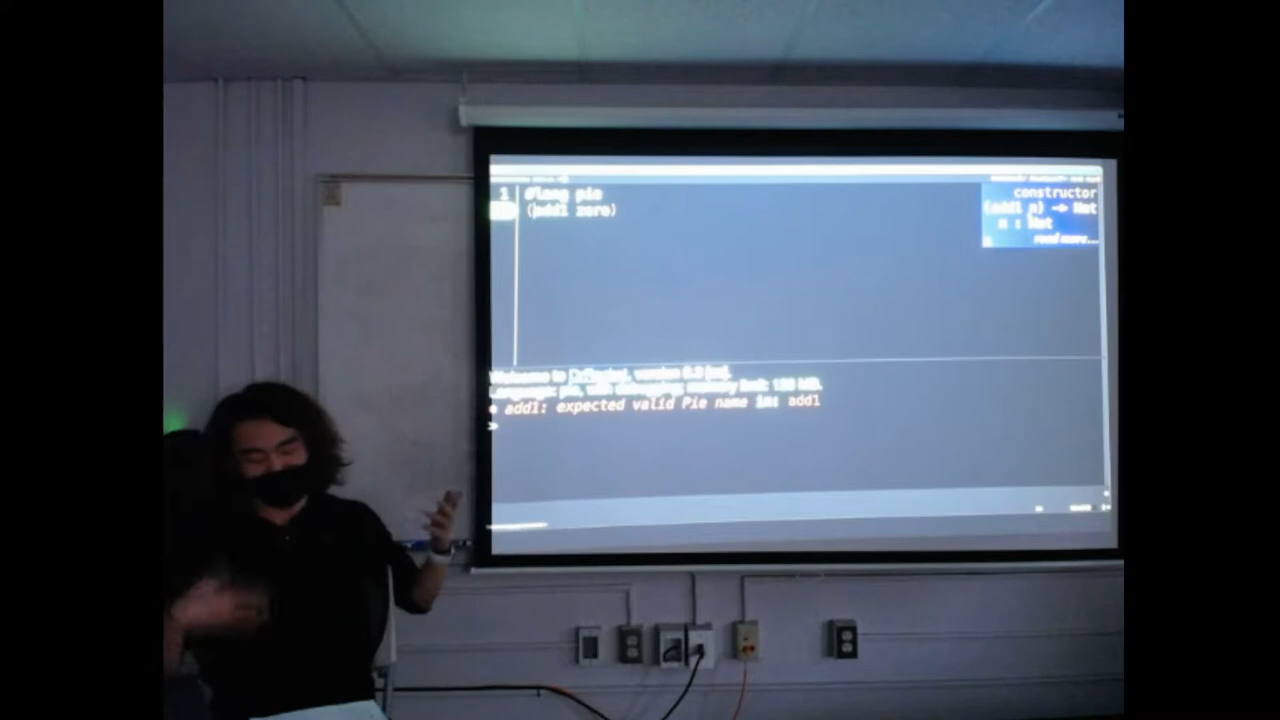 1 #lang pie
(add1 zero)
constructor
(add1 n) -> Nat
n : Nat
read more...
Welcome to DrRacket, version 8.3 [cs].
Language: pie, with debugging; memory limit: 128 MB.
add1: expected valid Pie name in: add1
>